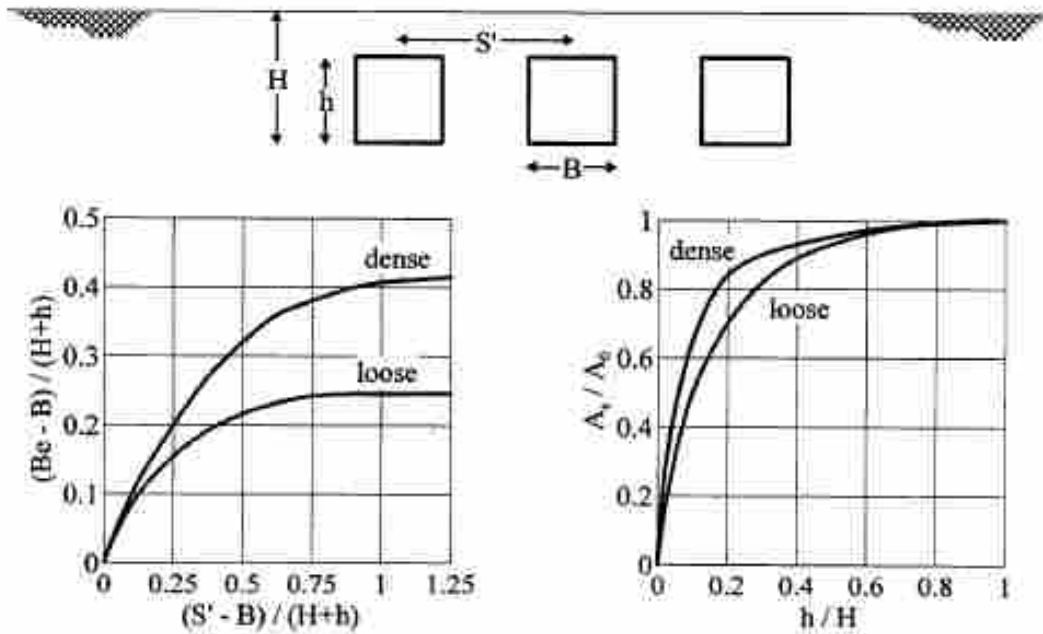 H
h
S'
B
0.5
0.4
0.3
0.2
0.1
0
(Be - B) / (H+h)
dense
loose
0 0.25 0.5 0.75 1 1.25
(S' - B) / (H+h)
1
0.8
0.6
0.4
0.2
0
dense
loose
0 0.2 0.4 0.6 0.8 1
h / H